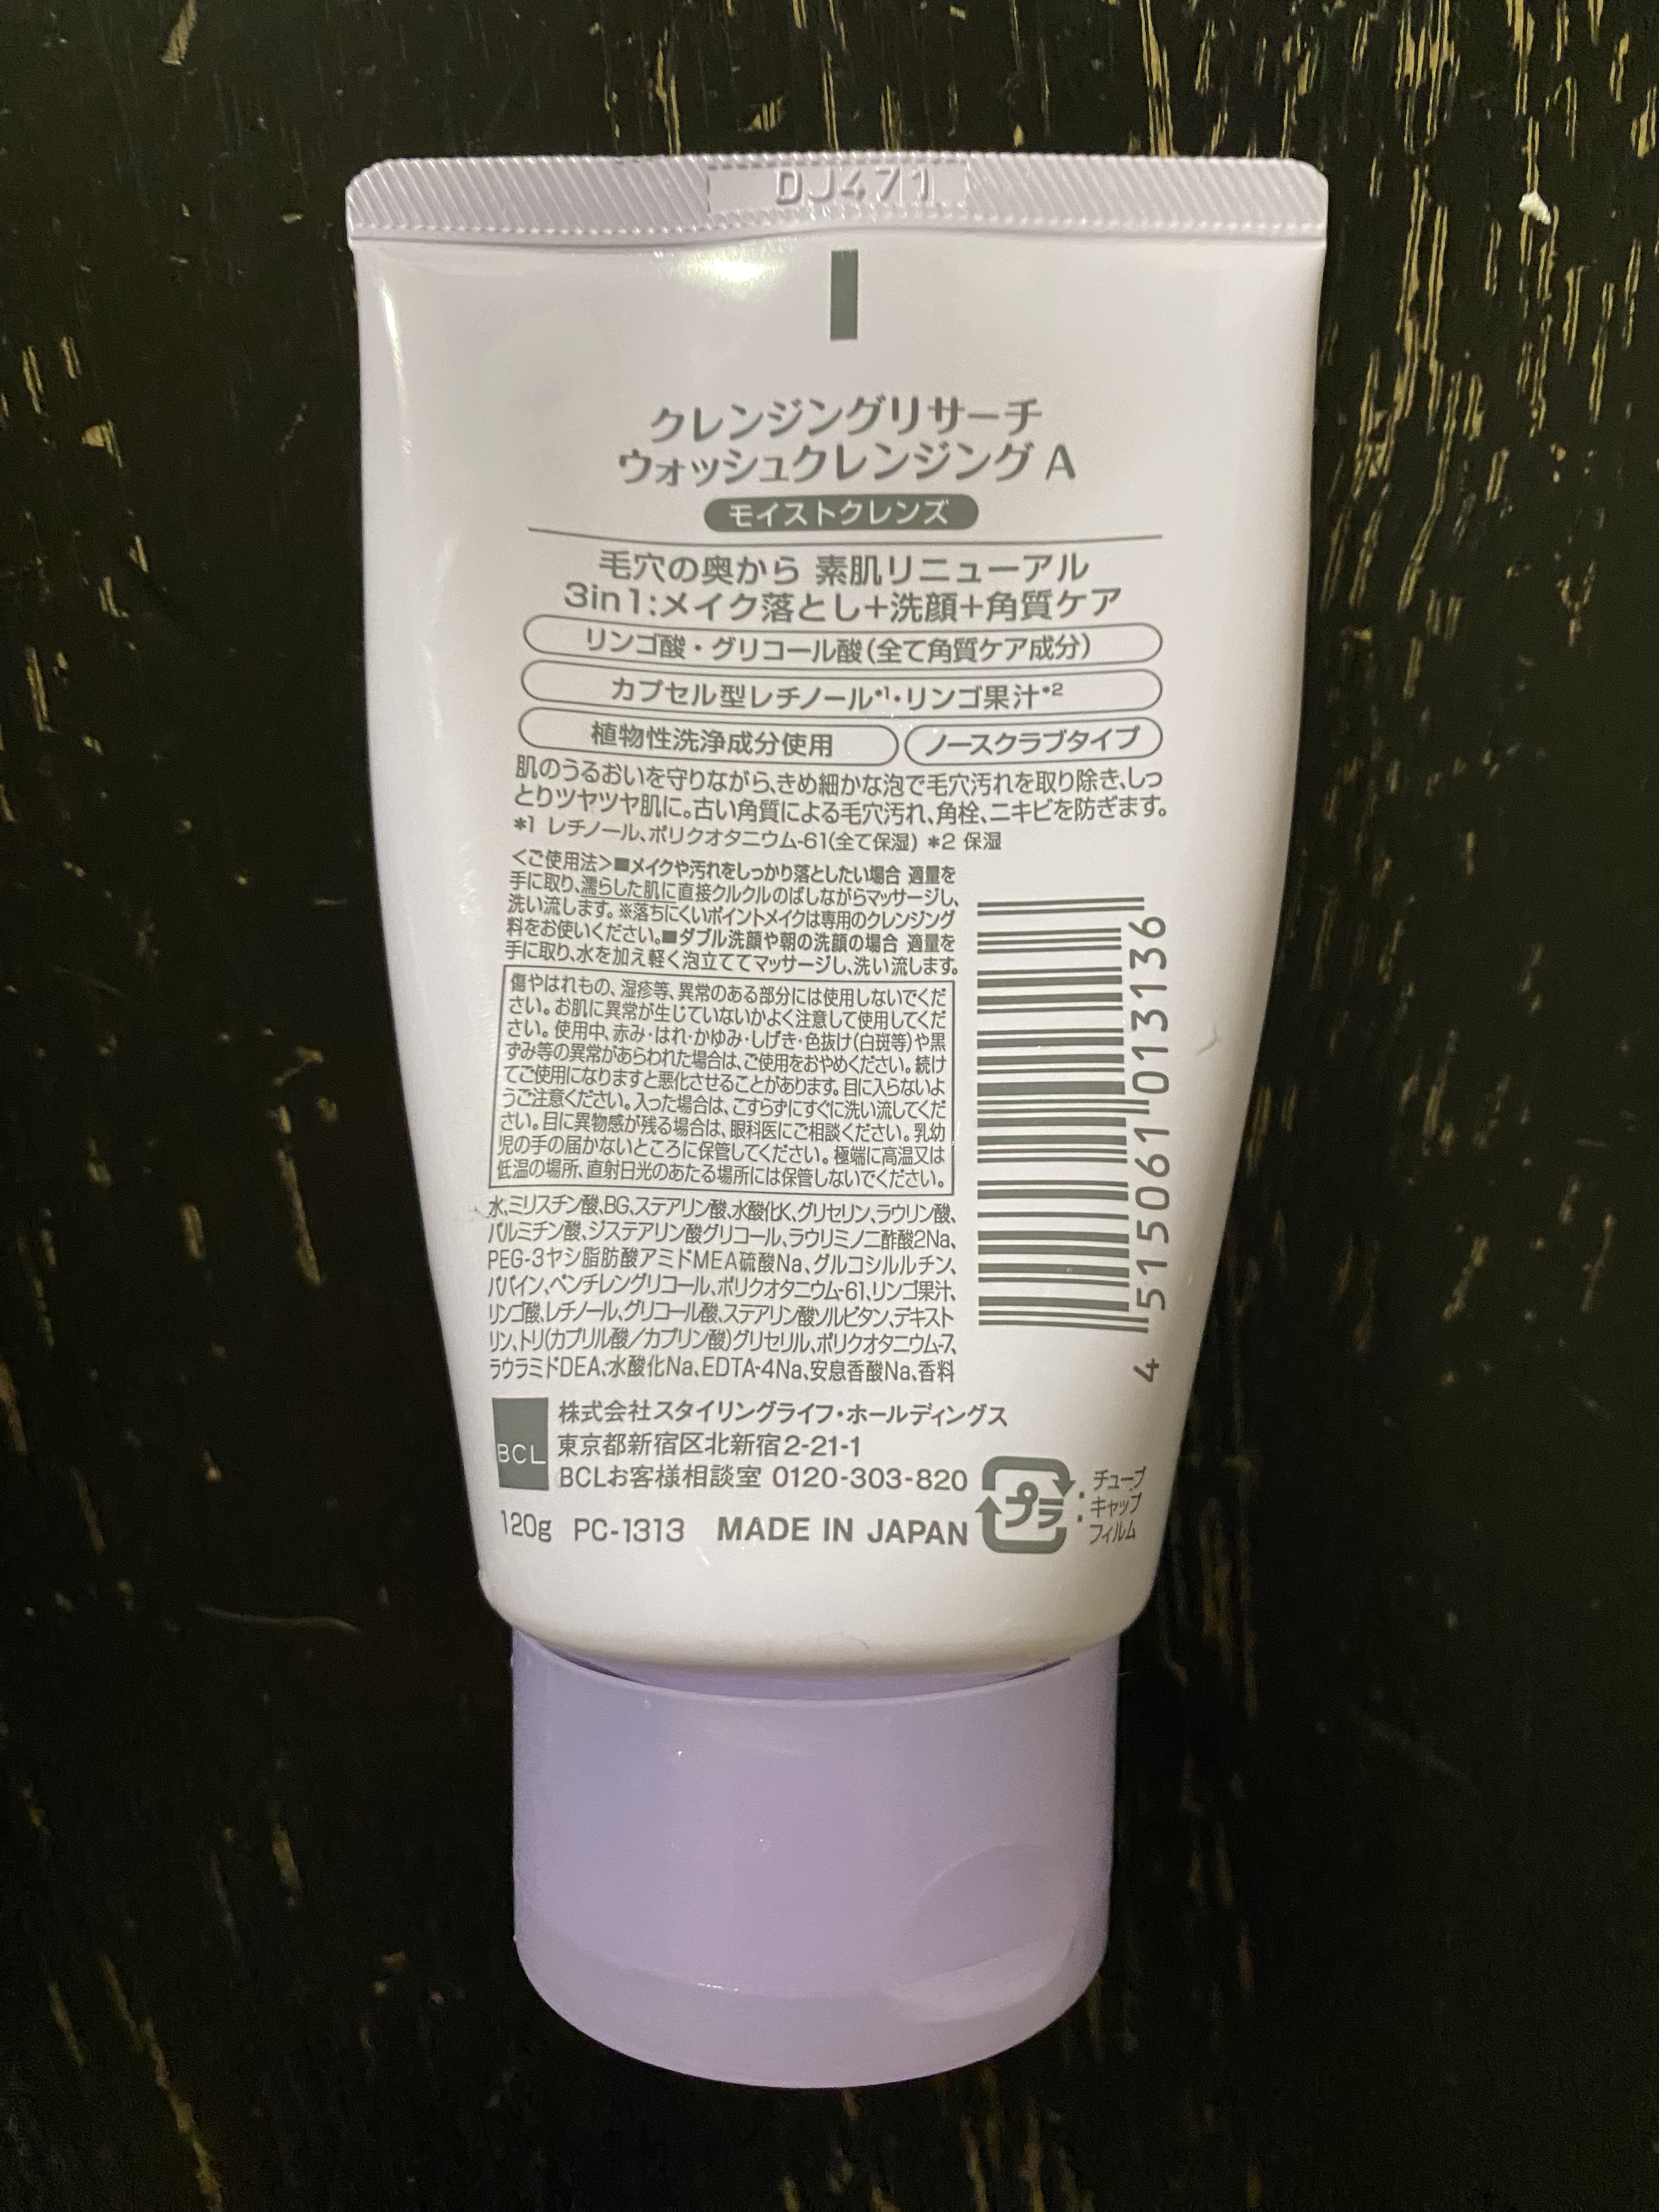 DJ471
クレンジングリサーチ
ウォッシュクレンジング A
モイストクレンズ
毛穴の奥から 素肌リニューアル
3in1:メイク落とし+洗顔+角質ケア
リンゴ酸・グリコール酸(全て角質ケア成分)
カプセル型レチノール*1・リンゴ果汁*2
植物性洗浄成分使用 ノースクラブタイプ
肌のうるおいを守りながら、きめ細かな泡で毛穴汚れを取り除き、しっ
とりツヤツヤ肌に。古い角質による毛穴汚れ、角栓、ニキビを防ぎます。
*1 レチノール、ポリクオタニウム-61(全て保湿) *2 保湿
<ご使用法>■メイクや汚れをしっかり落としたい場合 適量を
手に取り、濡らした肌に直接クルクルのばしながらマッサージし、
洗い流します。※落ちにくいポイントメイクは専用のクレンジング
料をお使いください。■ダブル洗顔や朝の洗顔の場合 適量を
手に取り、水を加え軽く泡立ててマッサージし、洗い流します。
傷やはれもの、湿疹等、異常のある部分には使用しないでくだ
さい。お肌に異常が生じていないかよく注意して使用してくだ
さい。使用中、赤み・はれ・かゆみ・しげき・色抜け(白斑等)や黒
ずみ等の異常があらわれた場合は、ご使用をおやめください。続け
てご使用になりますと悪化させることがあります。目に入らないよ
うご注意ください。入った場合は、こすらずにすぐに洗い流してくだ
さい。目に異物感が残る場合は、眼科医にご相談ください。乳幼
児の手の届かないところに保管してください。極端に高温又は
低温の場所、直射日光のあたる場所には保管しないでください。
水、ミリスチン酸、BG、ステアリン酸、水酸化K、グリセリン、ラウリン酸、
パルミチン酸、ジステアリン酸グリコール、ラウリミノ二酢酸2Na、
PEG-3ヤシ脂肪酸アミドMEA硫酸Na、グルコシルルチン、
パパイン、ペンチレングリコール、ポリクオタニウム-61、リンゴ果汁、
リンゴ酸、レチノール、グリコール酸、ステアリン酸ソルビタン、デキスト
リン、トリ(カプリル酸/カプリン酸)グリセリル、ポリクオタニウム-7、
ラウラミドDEA、水酸化Na、EDTA-4Na、安息香酸Na、香料
4 515061 013136
BCL
株式会社スタイリングライフ・ホールディングス
東京都新宿区北新宿2-21-1
BCLお客様相談室 0120-303-820
120g PC-1313 MADE IN JAPAN
プラ
: チューブ
キャップ
フィルム